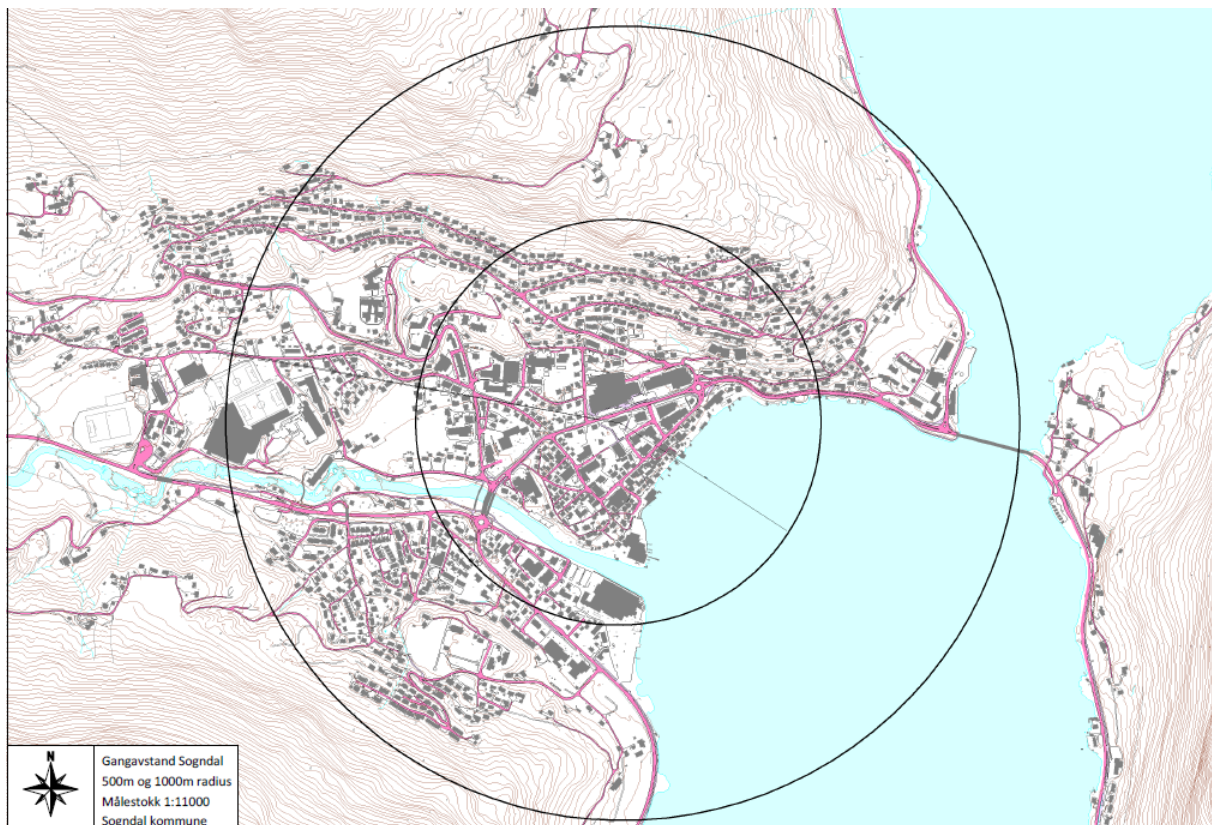 N
Gangavstand Sogndal
500m og 1000m radius
Målestokk 1:11000
Sogndal kommune